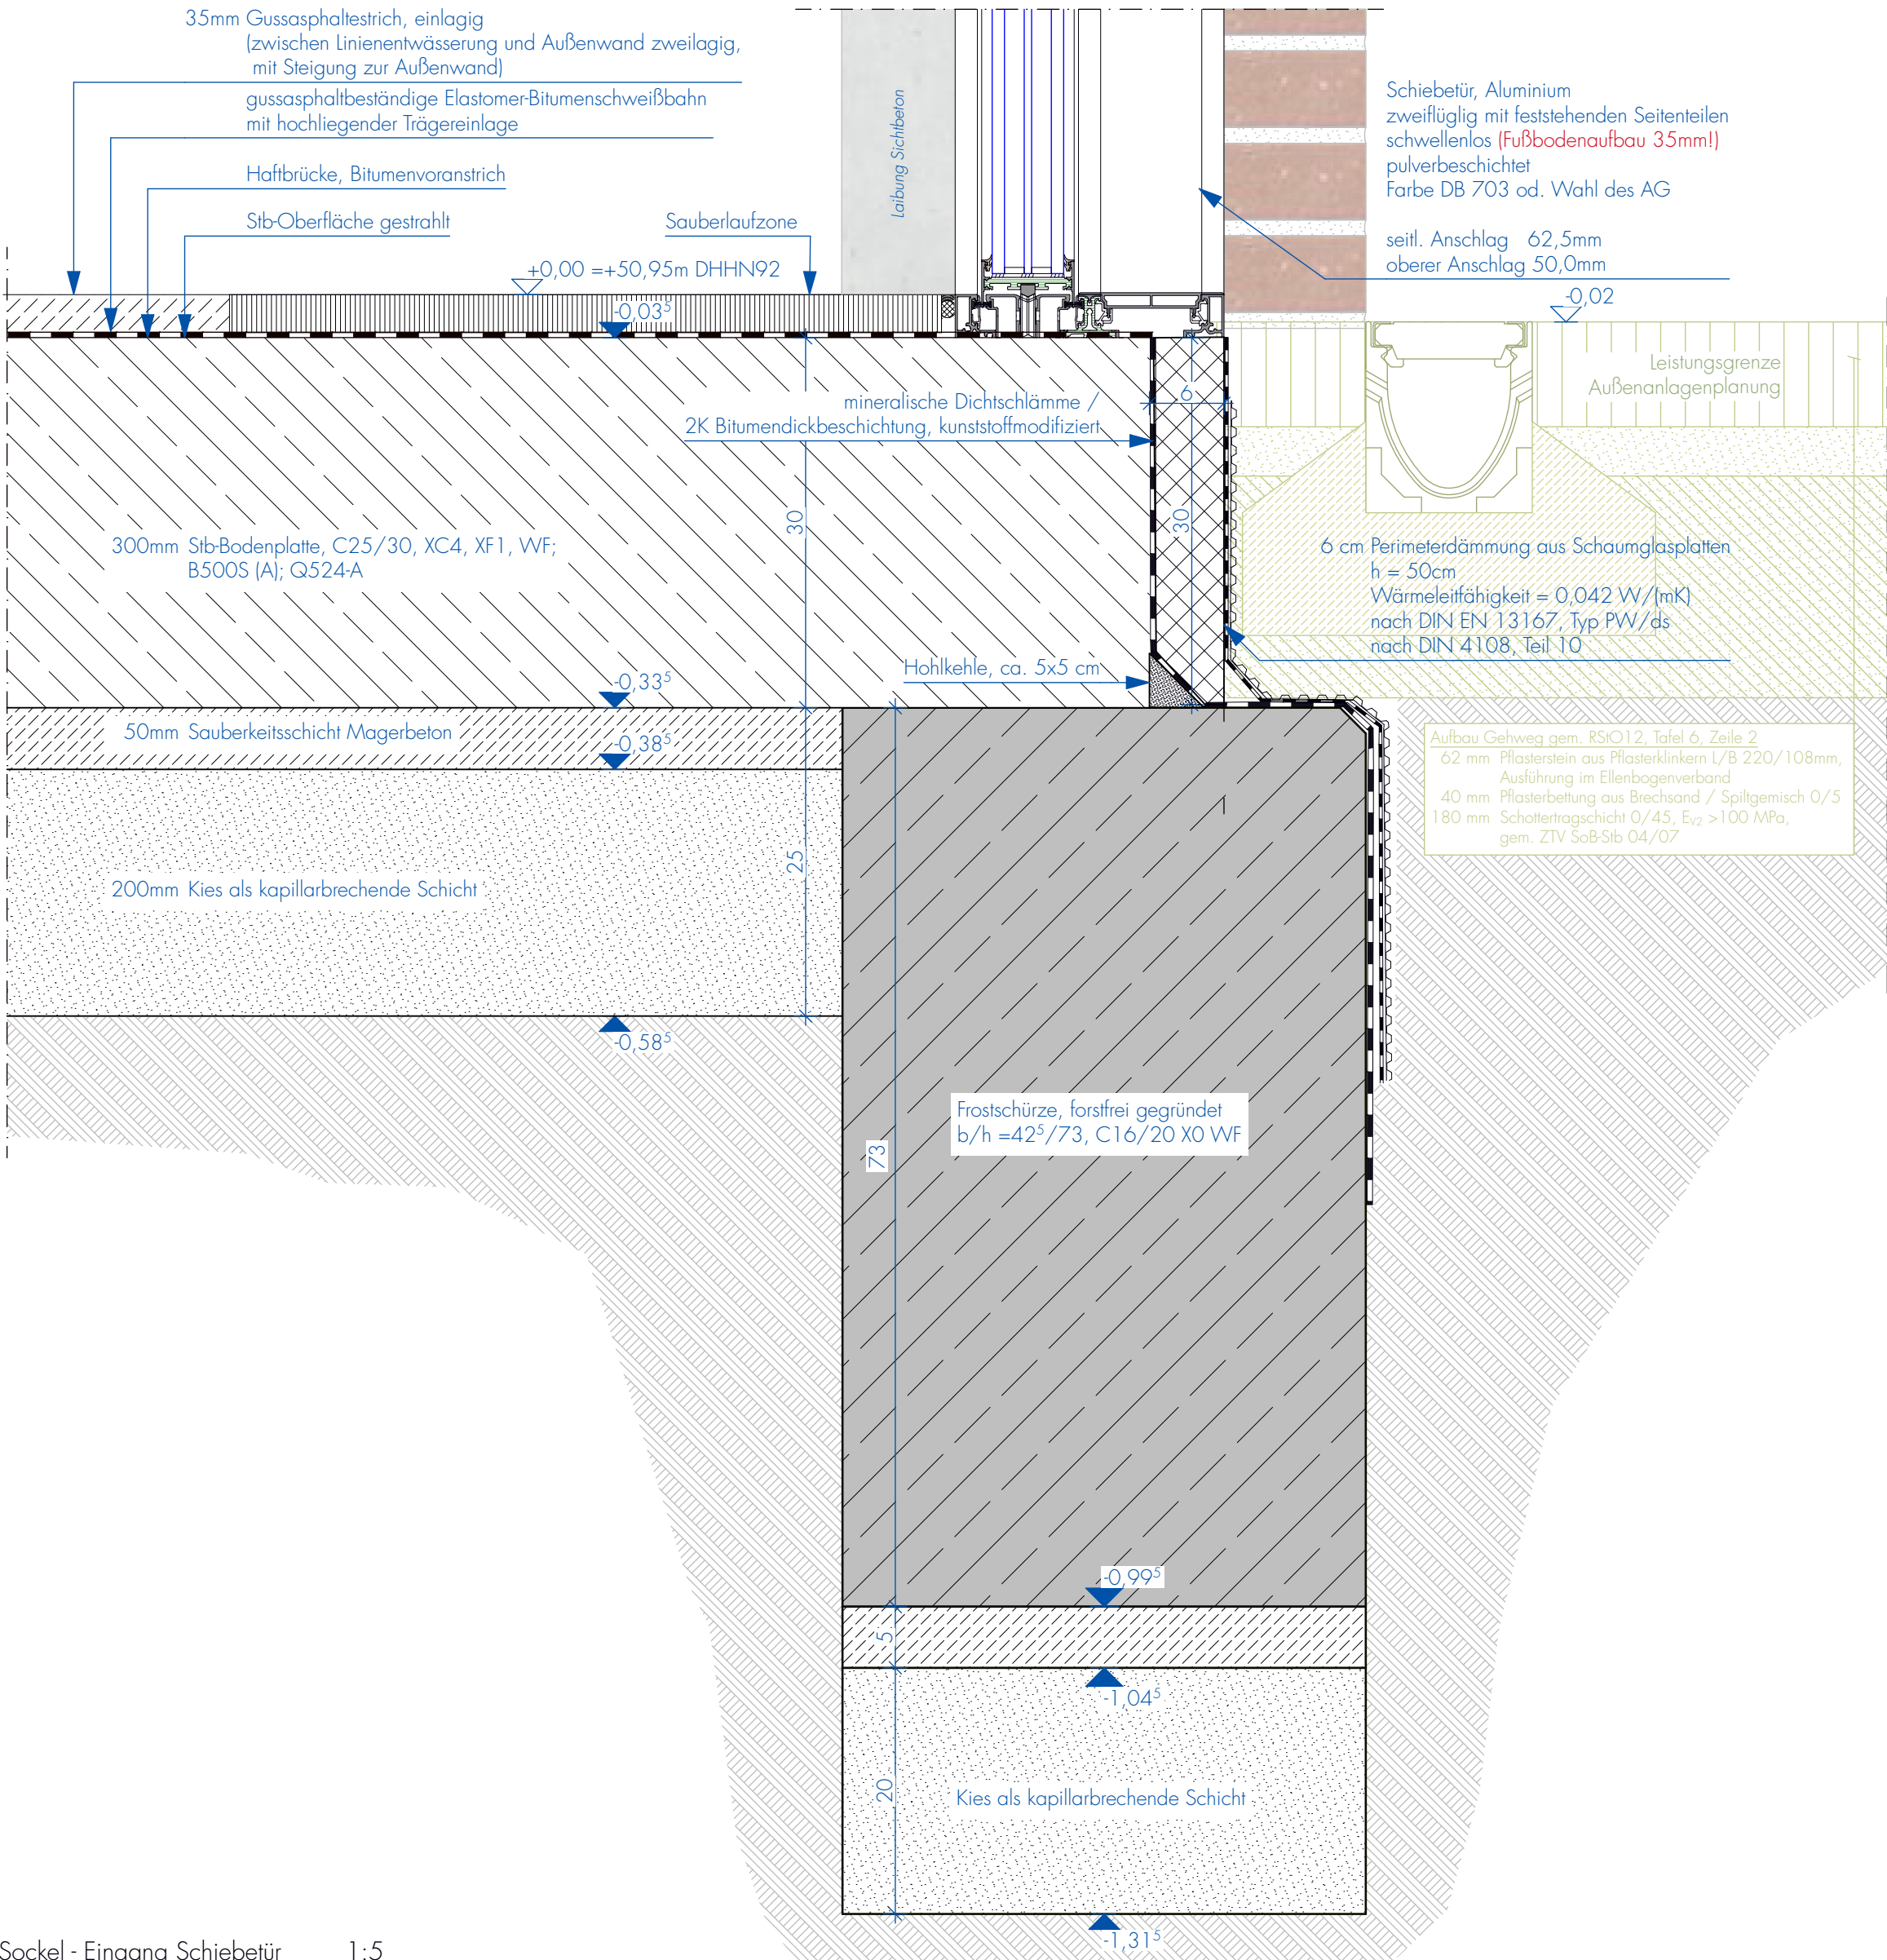 35mm Gussasphaltestrich, einlagig
(zwischen Linienentwässerung und Außenwand zweilagig,
mit Steigung zur Außenwand)
gussasphaltbeständige Elastomer-Bitumenschweißbahn
mit hochliegender Trägereinlage
Haftbrücke, Bitumenvoranstrich
Stb-Oberfläche gestrahlt
Sauberlaufzone
+0,00 =+50,95m DHHN92
-0,03⁵
Laibung Sichtbeton
Schiebetür, Aluminium
zweiflüglig mit feststehenden Seitenteilen
schwellenlos (Fußbodenaufbau 35mm!)
pulverbeschichtet
Farbe DB 703 od. Wahl des AG
seitl. Anschlag 62,5mm
oberer Anschlag 50,0mm
-0,02
Leistungsgrenze
Außenanlagenplanung
mineralische Dichtschlämme /
2K Bitumendickbeschichtung, kunststoffmodifiziert
6
30
30
300mm Stb-Bodenplatte, C25/30, XC4, XF1, WF;
B500S (A); Q524-A
6 cm Perimeterdämmung aus Schaumglasplatten
h = 50cm
Wärmeleitfähigkeit = 0,042 W/(mK)
nach DIN EN 13167, Typ PW/ds
nach DIN 4108, Teil 10
Hohlkehle, ca. 5x5 cm
-0,33⁵
50mm Sauberkeitsschicht Magerbeton
-0,38⁵
Aufbau Gehweg gem. RStO12, Tafel 6, Zeile 2
62 mm Pflasterstein aus Pflasterklinkern L/B 220/108mm,
Ausführung im Ellenbogenverband
40 mm Pflasterbettung aus Brechsand / Splitgemisch 0/5
180 mm Schottertragschicht 0/45, Eᵥ₂ >100 MPa,
gem. ZTV SoB-Stb 04/07
25
200mm Kies als kapillarbrechende Schicht
-0,58⁵
Frostschürze, forstfrei gegründet
b/h =42⁵/73, C16/20 X0 WF
73
-0,99⁵
5
-1,04⁵
20
Kies als kapillarbrechende Schicht
-1,31⁵
Sockel - Eingang Schiebetür 1:5